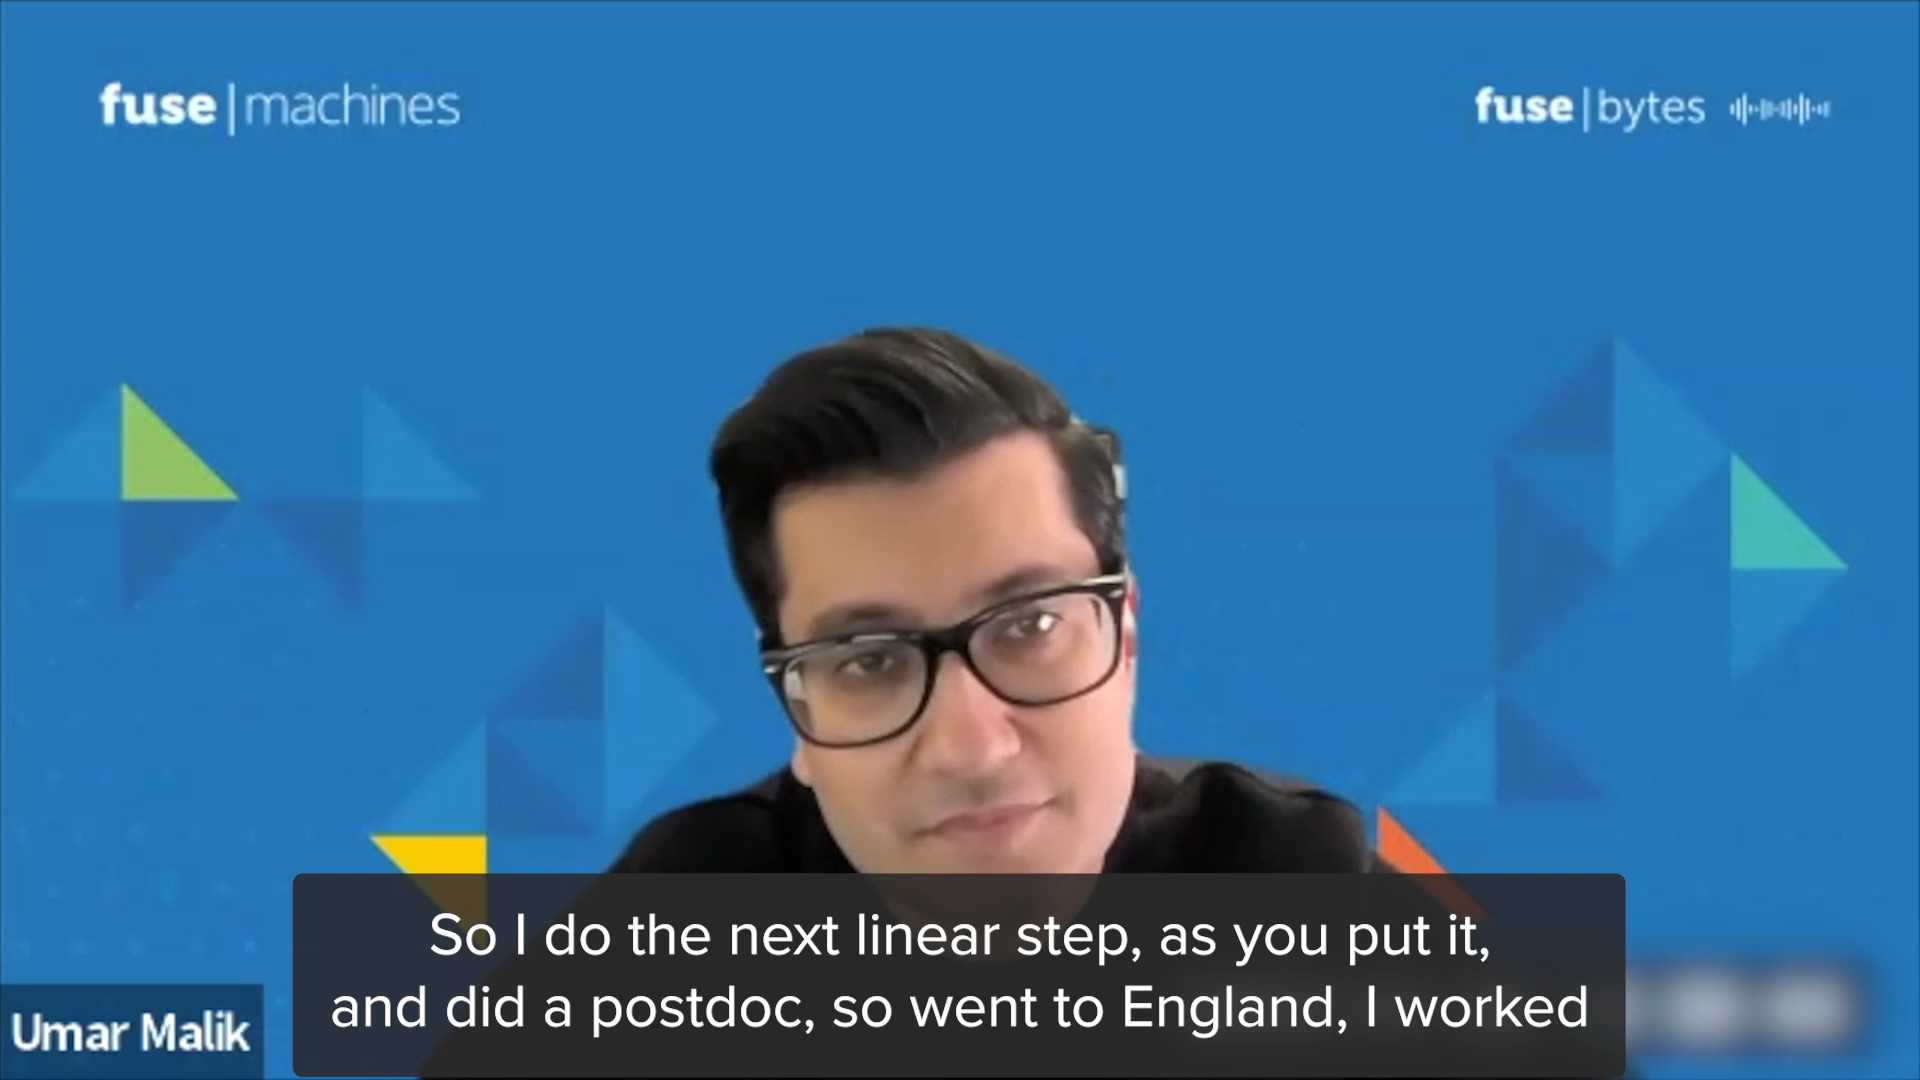 fuse|machines
fuse|bytes
So I do the next linear step, as you put it,
and did a postdoc, so went to England, I worked
Umar Malik